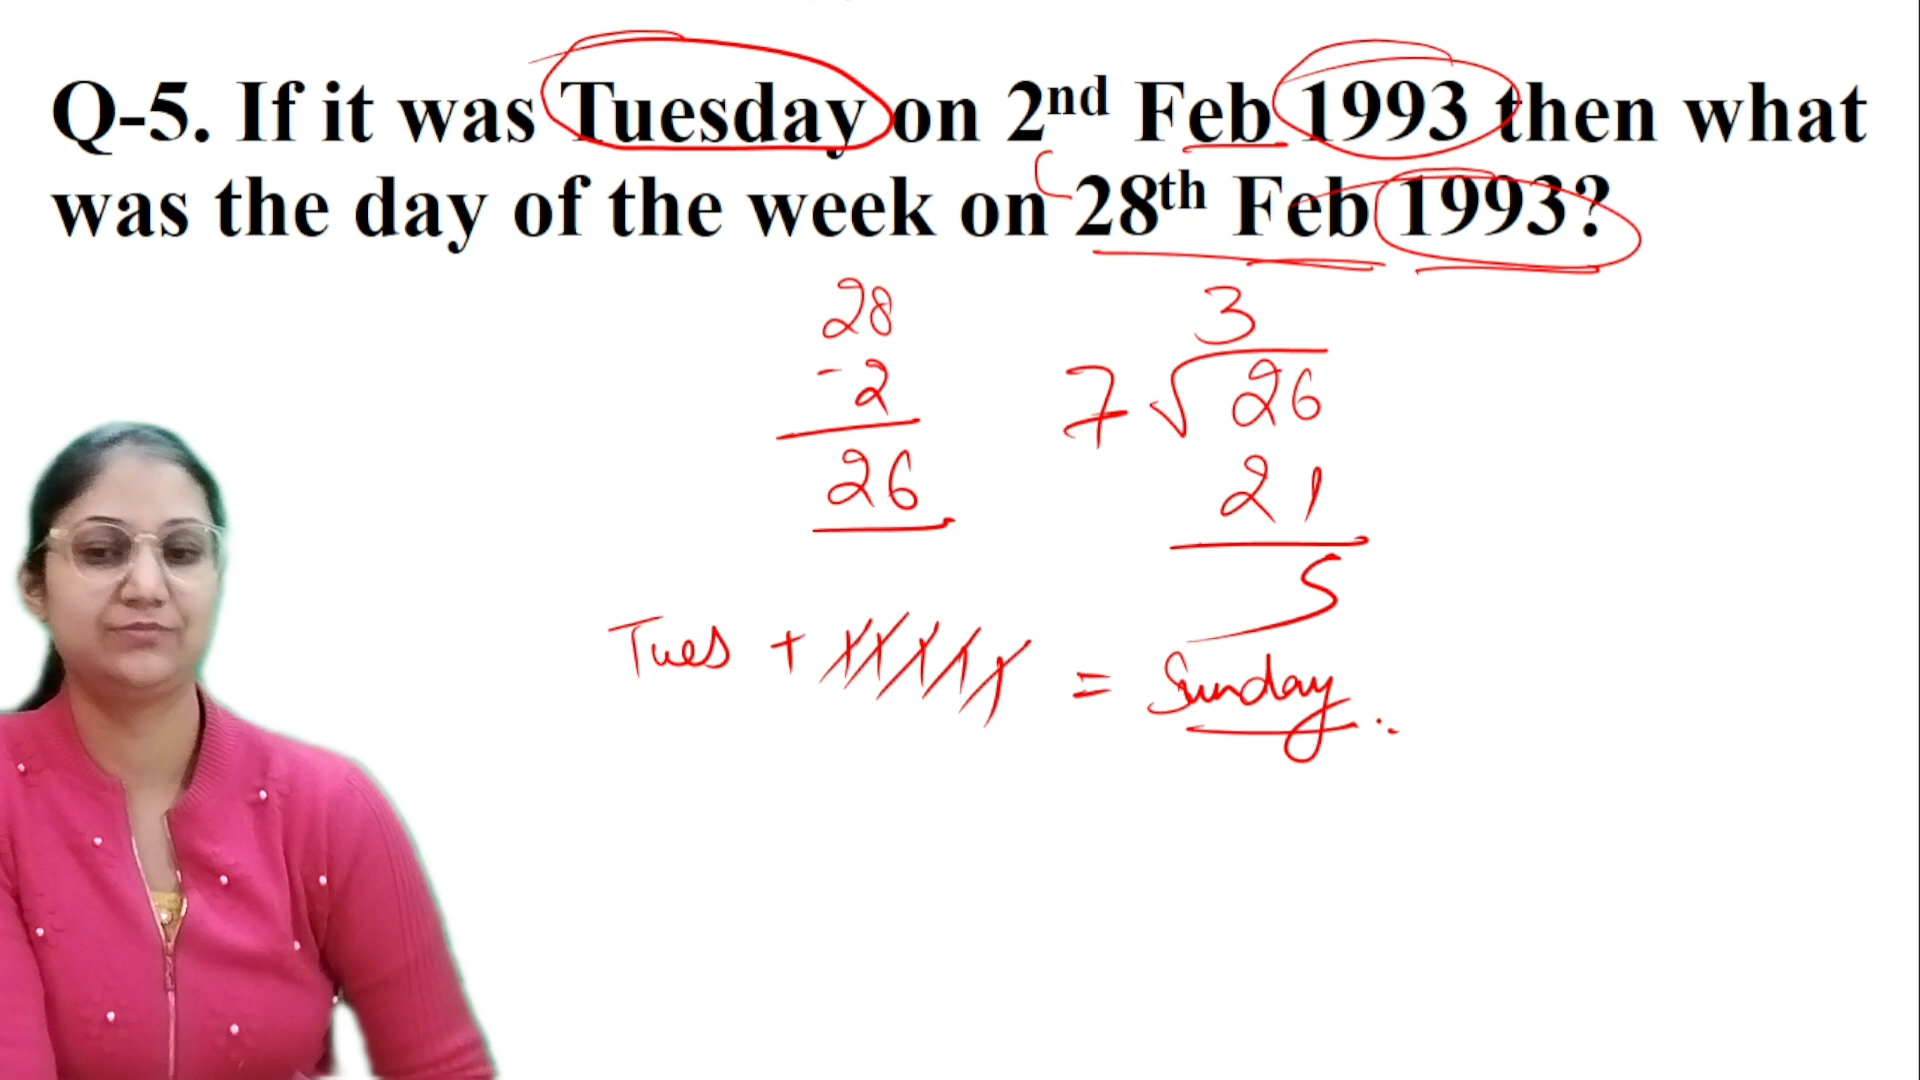 Q-5. If it was Tuesday on 2nd Feb 1993 then what
was the day of the week on 28th Feb 1993?
28
-2
26
3
7 √26
21
5
Tues + ///// = Sunday.